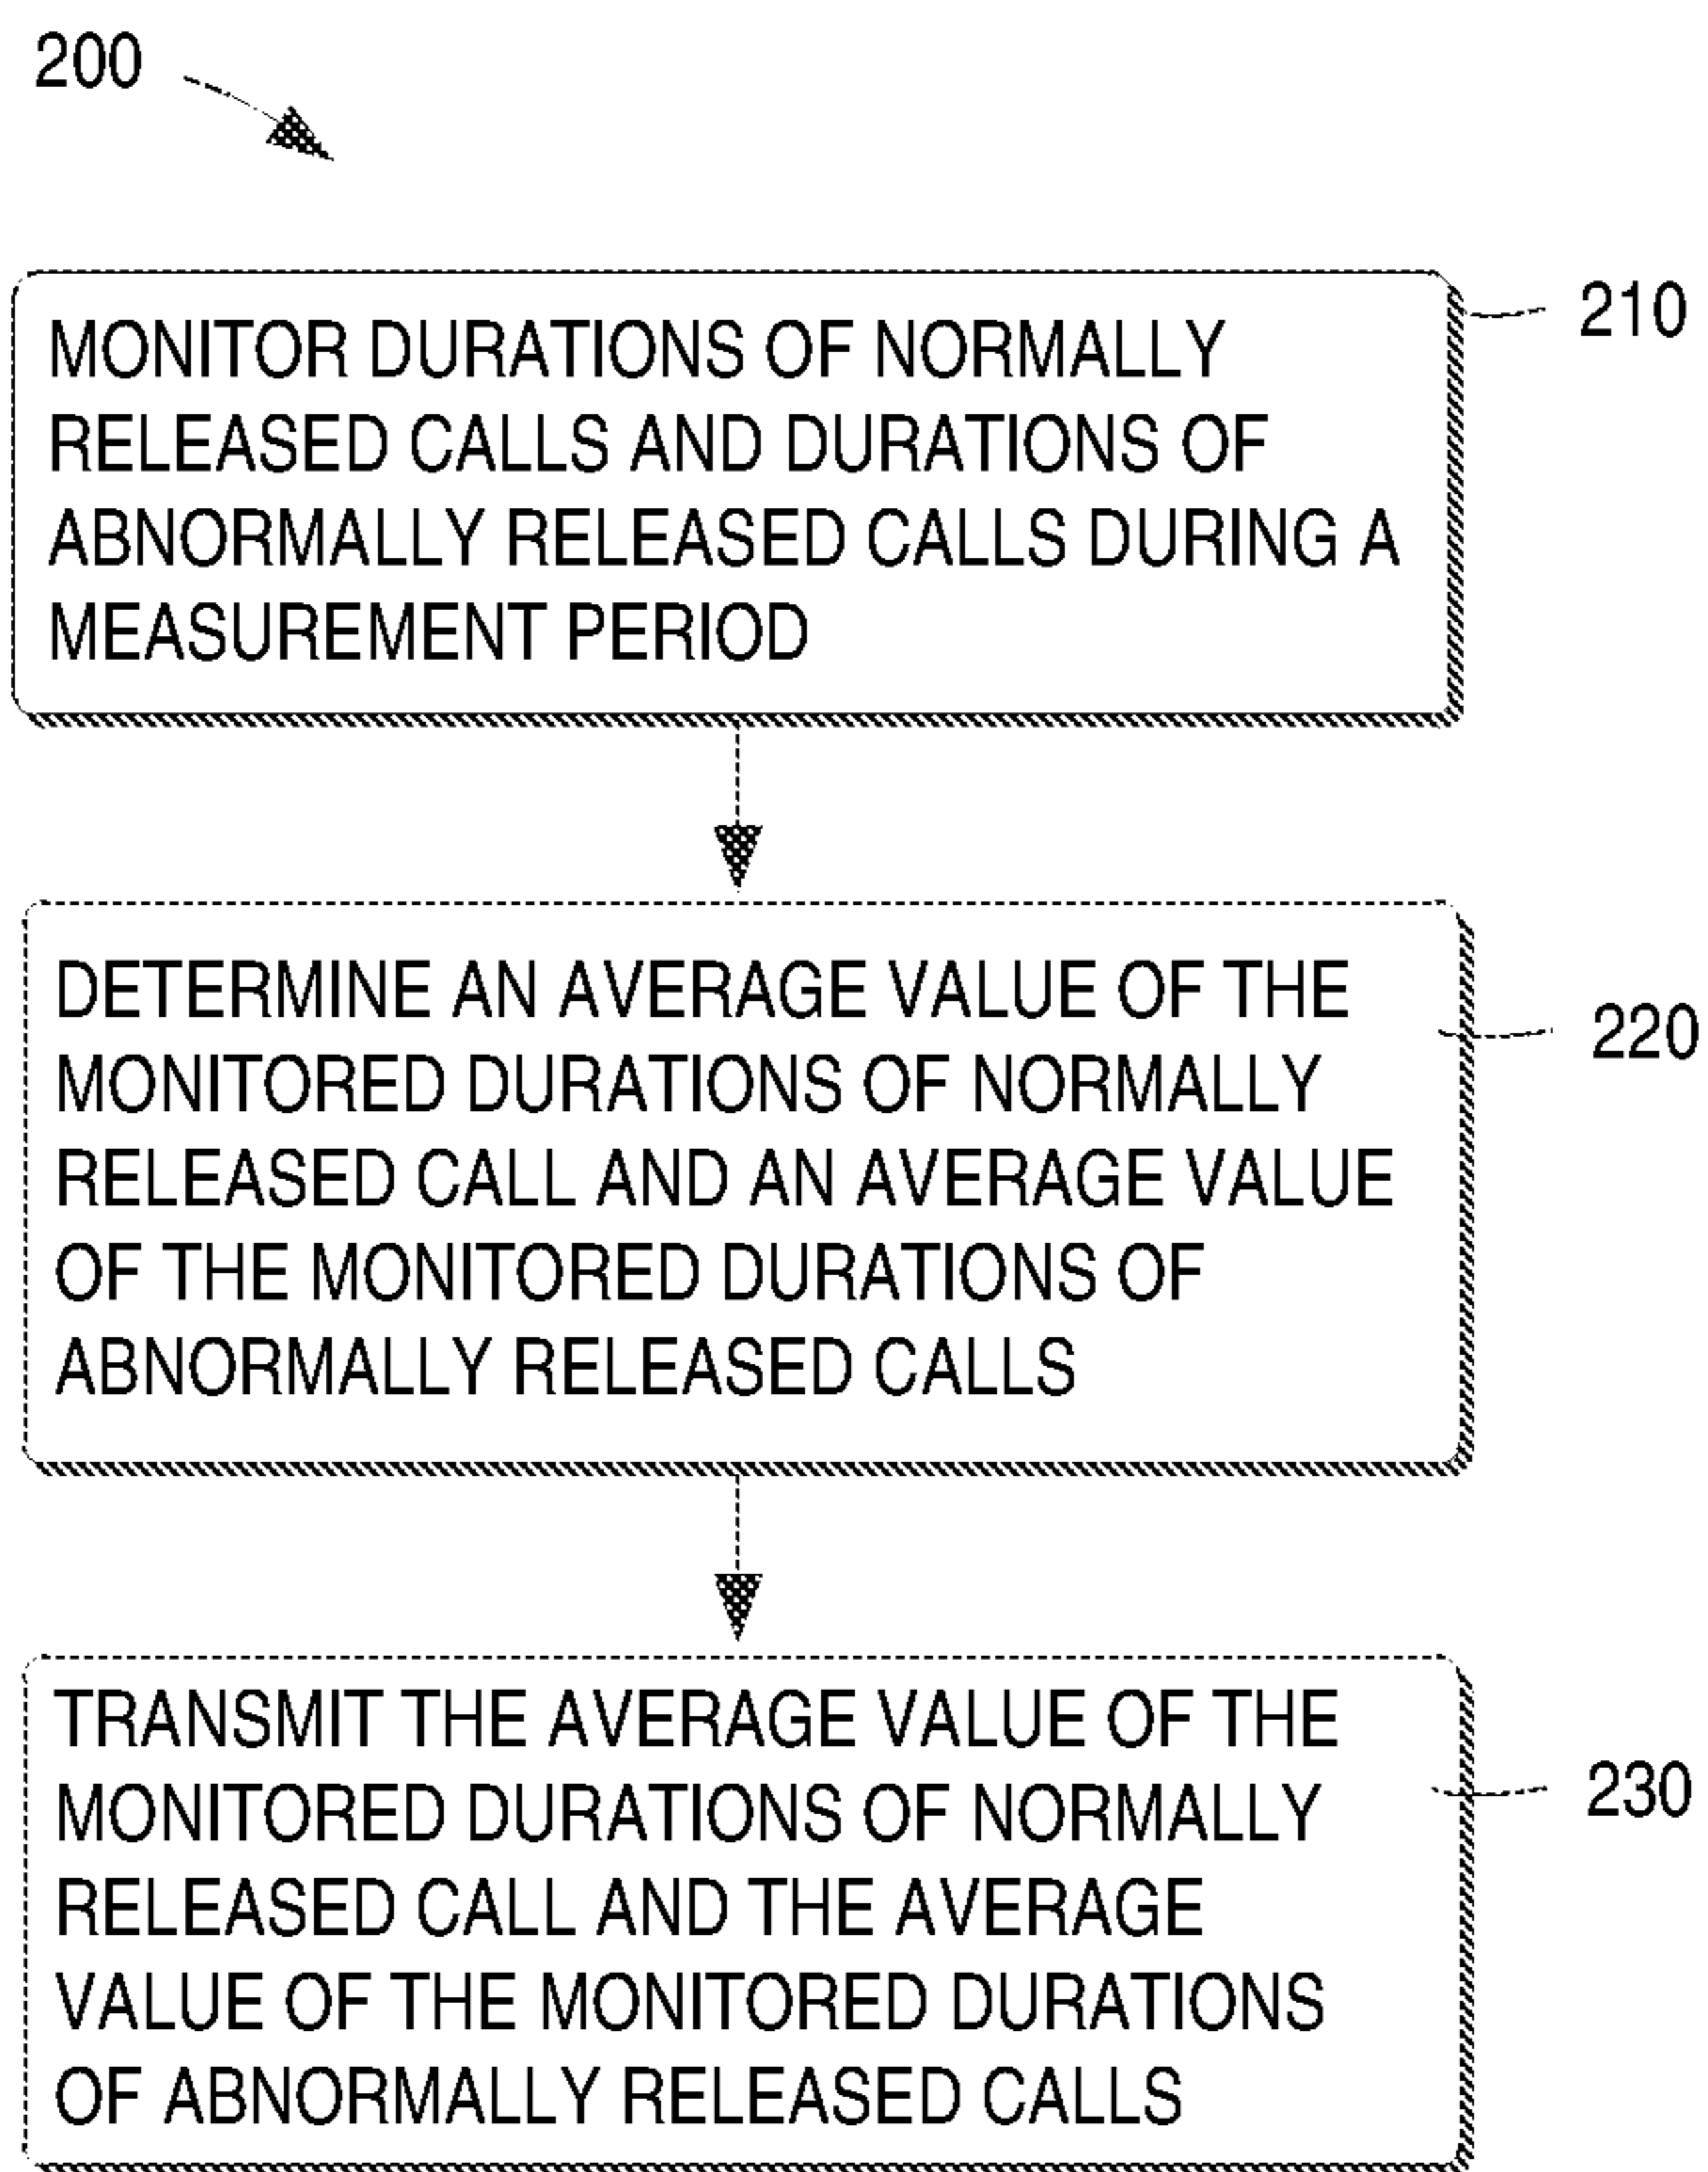 200
MONITOR DURATIONS OF NORMALLY
RELEASED CALLS AND DURATIONS OF
ABNORMALLY RELEASED CALLS DURING A
MEASUREMENT PERIOD
210
DETERMINE AN AVERAGE VALUE OF THE
MONITORED DURATIONS OF NORMALLY
RELEASED CALL AND AN AVERAGE VALUE
OF THE MONITORED DURATIONS OF
ABNORMALLY RELEASED CALLS
220
TRANSMIT THE AVERAGE VALUE OF THE
MONITORED DURATIONS OF NORMALLY
RELEASED CALL AND THE AVERAGE
VALUE OF THE MONITORED DURATIONS
OF ABNORMALLY RELEASED CALLS
230